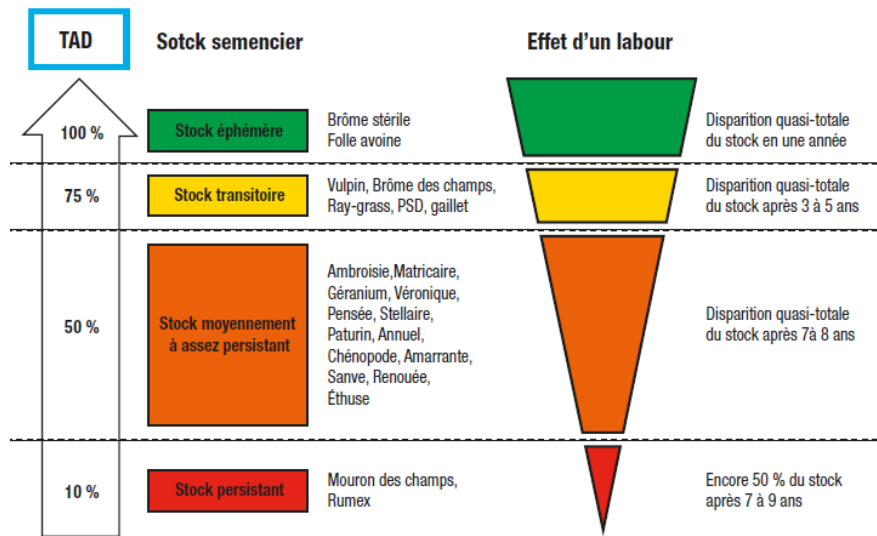 TAD
Sotck semencier
Effet d'un labour
100 %
Stock éphémère
Brôme stérile
Folle avoine
Disparition quasi-totale
du stock en une année
75 %
Stock transitoire
Vulpin, Brôme des champs,
Ray-grass, PSD, gaillet
Disparition quasi-totale
du stock après 3 à 5 ans
50 %
Stock moyennement
à assez persistant
Ambroisie,Matricaire,
Géranium, Véronique,
Pensée, Stellaire,
Paturin, Annuel,
Chénopode, Amarrante,
Sanve, Renouée,
Éthuse
Disparition quasi-totale
du stock après 7à 8 ans
10 %
Stock persistant
Mouron des champs,
Rumex
Encore 50 % du stock
après 7 à 9 ans